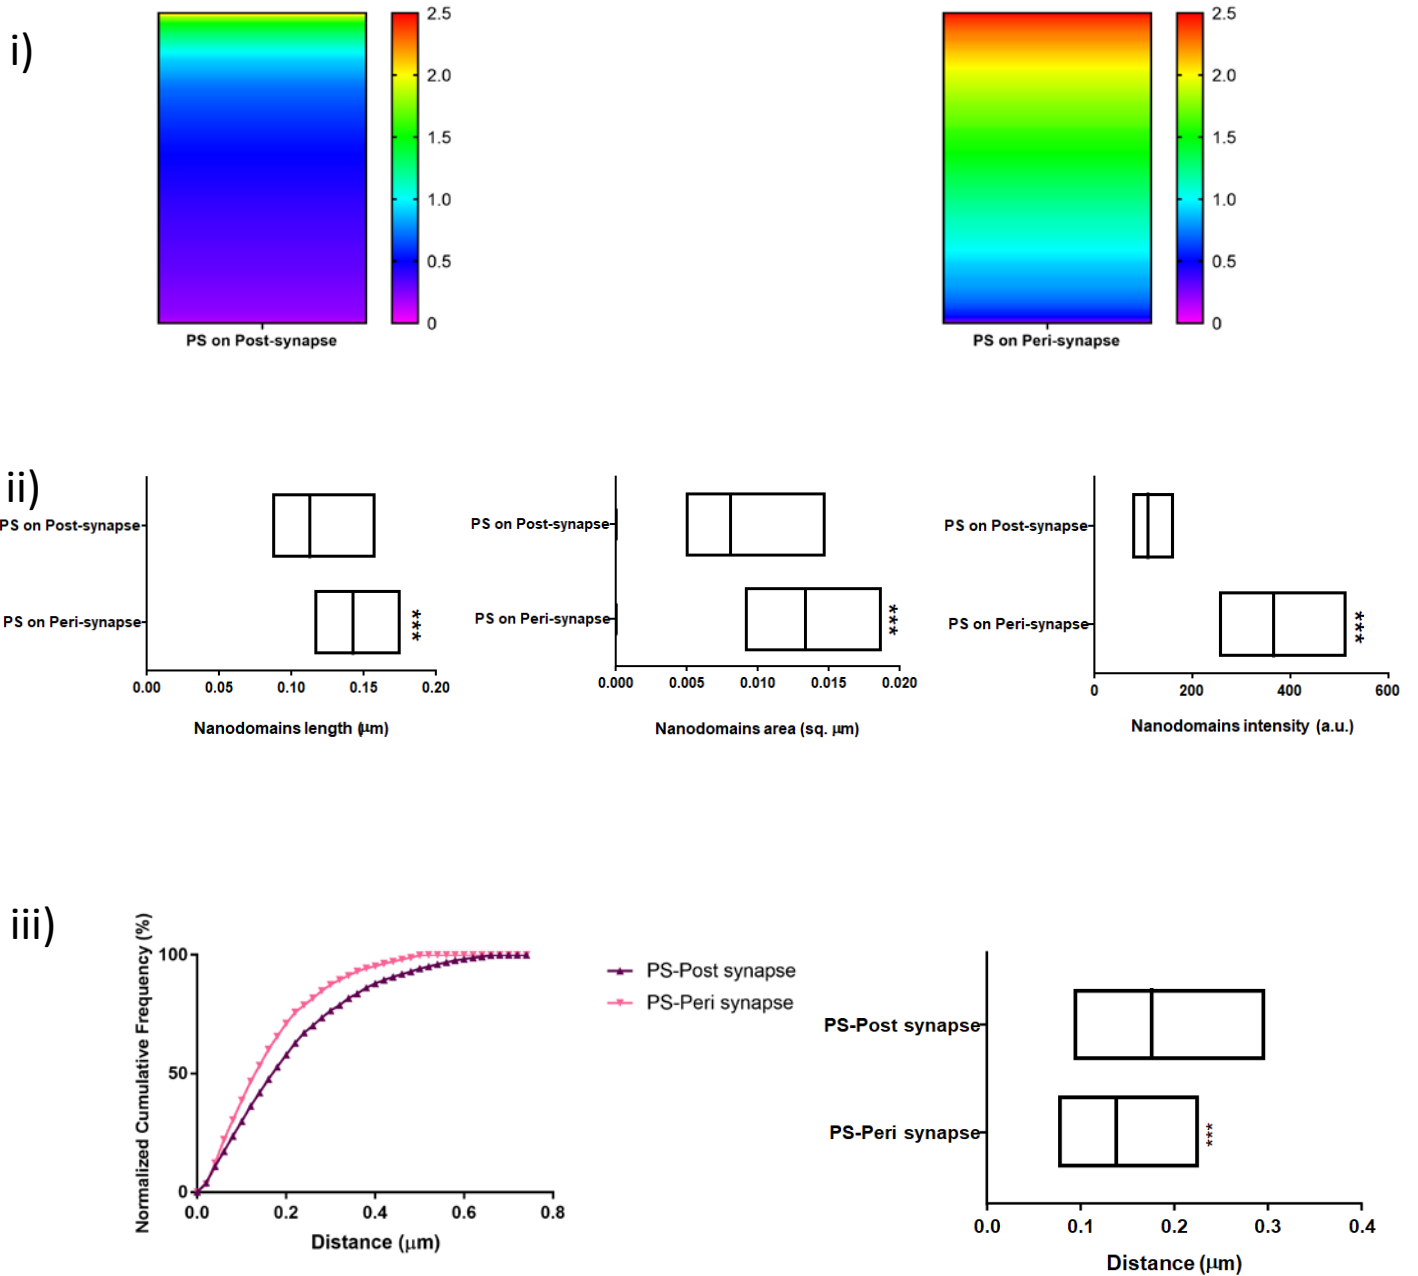 i)
2.5
2.0
1.5
1.0
0.5
0
PS on Post-synapse
2.5
2.0
1.5
1.0
0.5
0
PS on Peri-synapse
ii)
PS on Post-synapse
PS on Peri-synapse
***
0.00 0.05 0.10 0.15 0.20
Nanodomains length (μm)
PS on Post-synapse
PS on Peri-synapse
***
0.000 0.005 0.010 0.015 0.020
Nanodomains area (sq. μm)
PS on Post-synapse
PS on Peri-synapse
***
0 200 400 600
Nanodomains intensity (a.u.)
iii)
Normalized Cumulative Frequency (%)
100
50
0
0.0 0.2 0.4 0.6 0.8
Distance (μm)
PS-Post synapse
PS-Peri synapse
PS-Post synapse
PS-Peri synapse
***
0.0 0.1 0.2 0.3 0.4
Distance (μm)